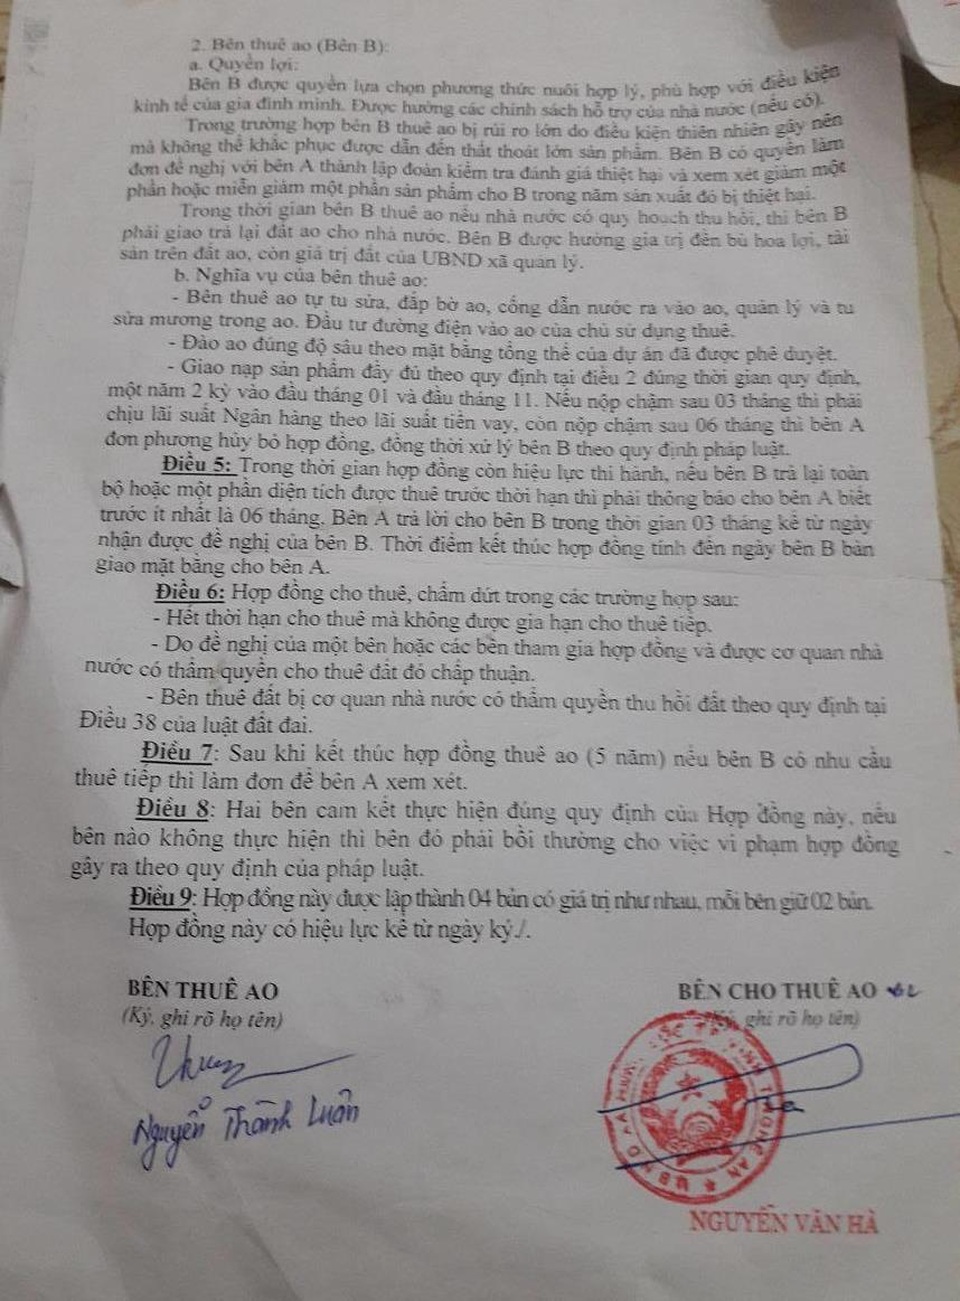 2. Bên thuê ao (Bên B):
a. Quyền lợi:
Bên B được quyền lựa chọn phương thức nuôi hợp lý, phù hợp với điều kiện
kinh tế của gia đình mình. Được hưởng các chính sách hỗ trợ của nhà nước (nếu có).
Trong trường hợp bên B thuê ao bị rủi ro lớn do điều kiện thiên nhiên gây nên
mà không thể khắc phục được dẫn đến thất thoát lớn sản phẩm. Bên B có quyền làm
đơn đề nghị với bên A thành lập đoàn kiểm tra đánh giá thiệt hại và xem xét giảm một
phần hoặc miễn giảm một phần sản phẩm cho B trong năm sản xuất đó bị thiệt hại.
Trong thời gian bên B thuê ao nếu nhà nước có quy hoạch thu hồi, thì bên B
phải giao trả lại đất ao cho nhà nước. Bên B được hưởng gia trị đền bù hoa lợi, tài
sản trên đất ao, còn giá trị đất của UBND xã quản lý.
b. Nghĩa vụ của bên thuê ao:
- Bên thuê ao tự tu sửa, đắp bờ ao, cống dẫn nước ra vào ao, quản lý và tu
sửa mương trong ao. Đầu tư đường điện vào ao của chủ sử dụng thuê.
- Đào ao đúng độ sâu theo mặt bằng tổng thể của dự án đã được phê duyệt.
- Giao nạp sản phẩm đầy đủ theo quy định tại điều 2 đúng thời gian quy định,
một năm 2 kỳ vào đầu tháng 01 và đầu tháng 11. Nếu nộp chậm sau 03 tháng thì phải
chịu lãi suất Ngân hàng theo lãi suất tiền vay, còn nộp chậm sau 06 tháng thì bên A
đơn phương hủy bỏ hợp đồng, đồng thời xử lý bên B theo quy định pháp luật.
Điều 5: Trong thời gian hợp đồng còn hiệu lực thi hành, nếu bên B trả lại toàn
bộ hoặc một phần diện tích được thuê trước thời hạn thì phải thông báo cho bên A biết
trước ít nhất là 06 tháng. Bên A trả lời cho bên B trong thời gian 03 tháng kể từ ngày
nhận được đề nghị của bên B. Thời điểm kết thúc hợp đồng tính đến ngày bên B bàn
giao mặt bằng cho bên A.
Điều 6: Hợp đồng cho thuê, chấm dứt trong các trường hợp sau:
- Hết thời hạn cho thuê mà không được gia hạn cho thuê tiếp.
- Do đề nghị của một bên hoặc các bên tham gia hợp đồng và được cơ quan nhà
nước có thẩm quyền cho thuê đất đó chấp thuận.
- Bên thuê đất bị cơ quan nhà nước có thẩm quyền thu hồi đất theo quy định tại
Điều 38 của luật đất đai.
Điều 7: Sau khi kết thúc hợp đồng thuê ao (5 năm) nếu bên B có nhu cầu
thuê tiếp thì làm đơn đề bên A xem xét.
Điều 8: Hai bên cam kết thực hiện đúng quy định của Hợp đồng này, nếu
bên nào không thực hiện thì bên đó phải bồi thường cho việc vi phạm hợp đồng
gây ra theo quy định của pháp luật.
Điều 9: Hợp đồng này được lập thành 04 bản có giá trị như nhau, mỗi bên giữ 02 bản.
Hợp đồng này có hiệu lực kể từ ngày ký./.
BÊN THUÊ AO
(Ký, ghi rõ họ tên)
Nguyễn Thành Luân
BÊN CHO THUÊ AO
ghi rõ họ tên)
NGUYỄN VĂN HÀ